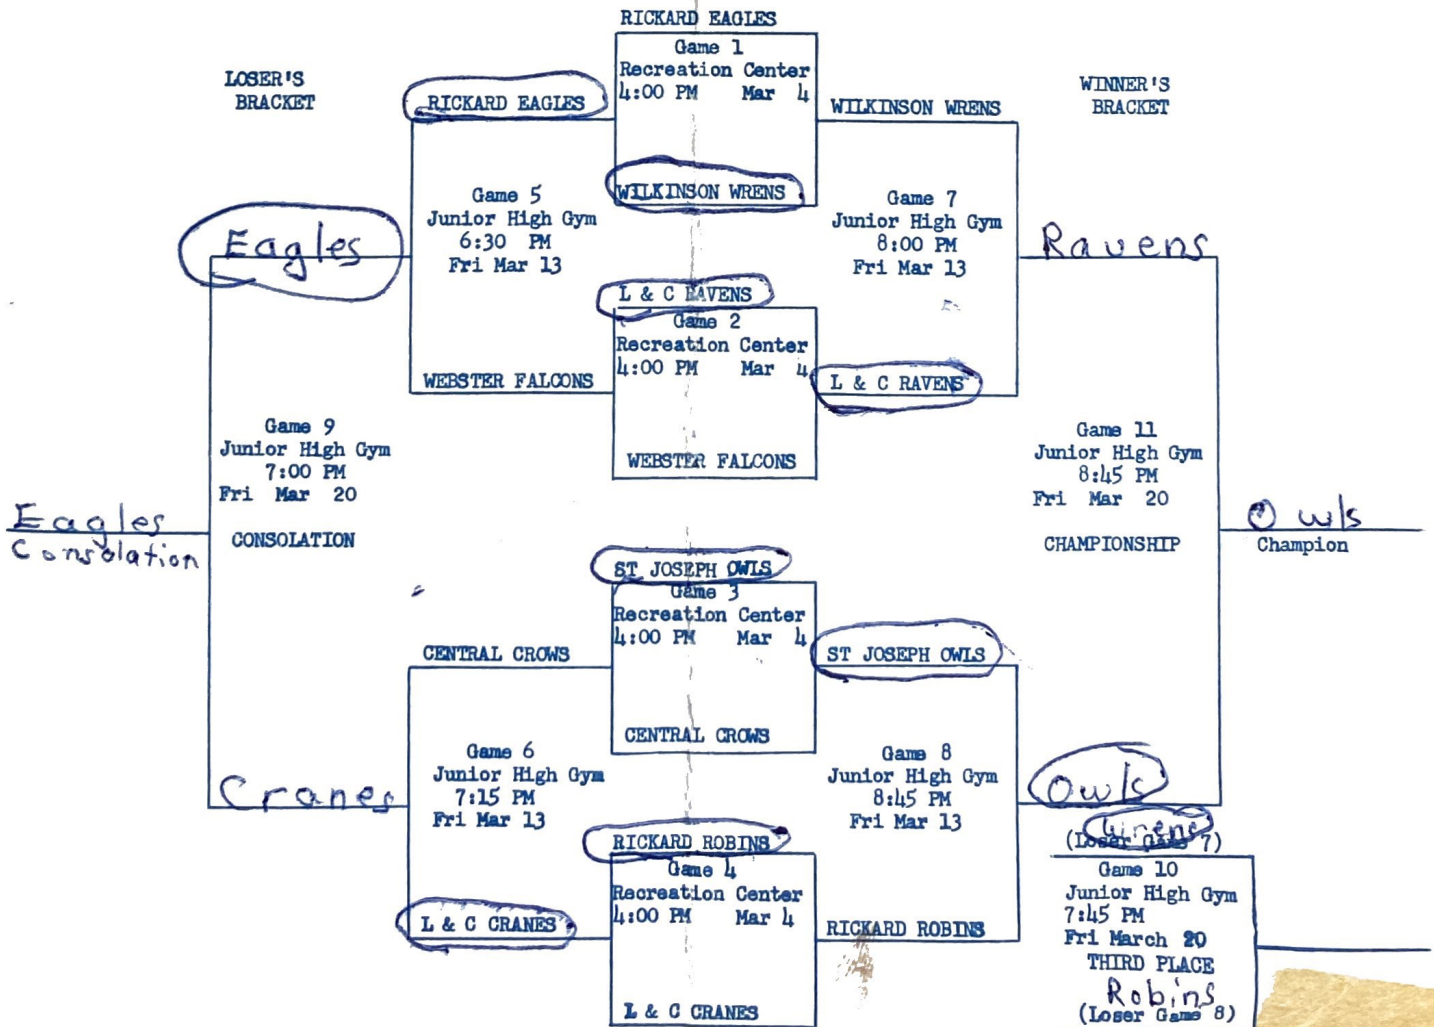 RICKARD EAGLES
Game 1
Recreation Center
4:00 PM Mar 4
WILKINSON WRENS
LOSER'S
BRACKET
WINNER'S
BRACKET
RICKARD EAGLES
WILKINSON WRENS
Game 5
Junior High Gym
6:30 PM
Fri Mar 13
Game 7
Junior High Gym
8:00 PM
Fri Mar 13
Eagles
Ravens
L & C RAVENS
Game 2
Recreation Center
4:00 PM Mar 4
WEBSTER FALCONS
WEBSTER FALCONS
L & C RAVENS
Game 9
Junior High Gym
7:00 PM
Fri Mar 20
CONSOLATION
Game 11
Junior High Gym
8:45 PM
Fri Mar 20
CHAMPIONSHIP
Eagles
Consolation
Owls
Champion
ST JOSEPH OWLS
Game 3
Recreation Center
4:00 PM Mar 4
CENTRAL CROWS
CENTRAL CROWS
ST JOSEPH OWLS
Game 6
Junior High Gym
7:15 PM
Fri Mar 13
Game 8
Junior High Gym
8:45 PM
Fri Mar 13
Cranes
Owls
RICKARD ROBINS
Game 4
Recreation Center
4:00 PM Mar 4
L & C CRANES
L & C CRANES
RICKARD ROBINS
Wrens
(Loser Game 7)
Game 10
Junior High Gym
7:45 PM
Fri March 20
THIRD PLACE
Robins
(Loser Game 8)